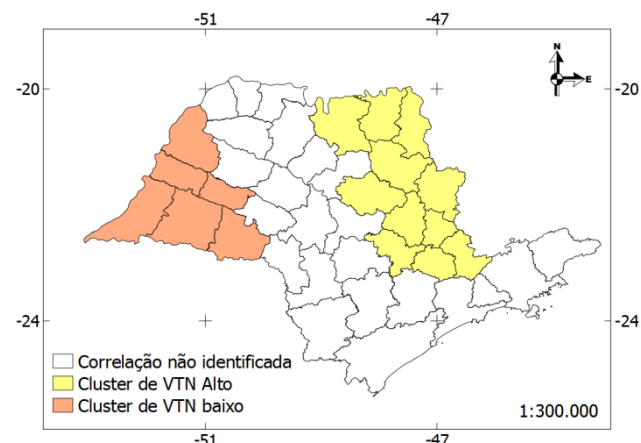 -51
-47
N
E
-20
-20
-24
-24
Correlação não identificada
Cluster de VTN Alto
Cluster de VTN baixo
1:300.000
-51
-47